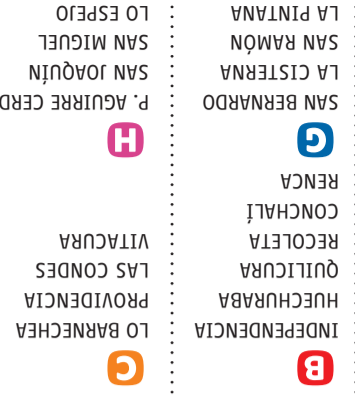 B
INDEPENDENCIA
HUECHURABA
QUILICURA
RECOLETA
CONCHALÍ
RENCA
C
LO BARNECHEA
PROVIDENCIA
LAS CONDES
VITACURA
G
SAN BERNARDO
LA CISTERNA
SAN RAMÓN
LA PINTANA
H
P. AGUIRRE CERD
SAN JOAQUÍN
SAN MIGUEL
LO ESPEJO